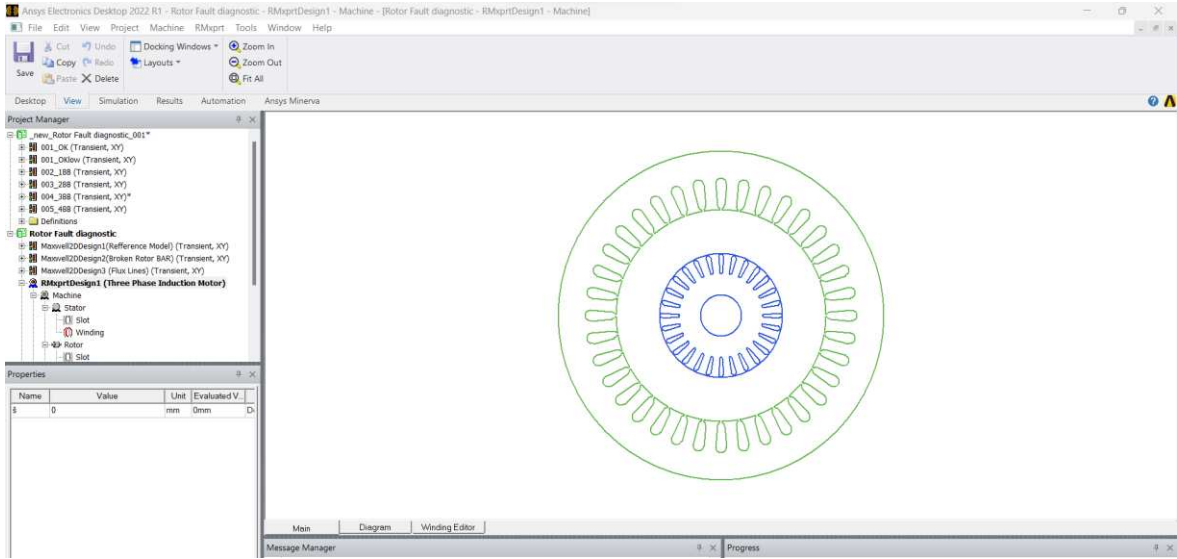 Ansys Electronics Desktop 2022 R1 - Rotor Fault diagnostic - RMxprtDesign1 - Machine - [Rotor Fault diagnostic - RMxprtDesign1 - Machine]
File Edit View Project Machine RMxprt Tools Window Help
Save
Cut Undo Docking Windows Zoom In
Copy Redo Layouts Zoom Out
Paste Delete Fit All
Desktop View Simulation Results Automation Ansys Minerva
Project Manager
_new_Rotor Fault diagnostic_001*
001_OK (Transient, XY)
001_OKlow (Transient, XY)
002_1BB (Transient, XY)
003_2BB (Transient, XY)
004_3BB (Transient, XY)*
005_4BB (Transient, XY)
Definitions
Rotor Fault diagnostic
Maxwell2DDesign1(Refference Model) (Transient, XY)
Maxwell2DDesign2(Broken Rotor BAR) (Transient, XY)
Maxwell2DDesign3 (Flux Lines) (Transient, XY)
RMxprtDesign1 (Three Phase Induction Motor)
Machine
Stator
Slot
Winding
Rotor
Slot
Properties
Name Value Unit Evaluated V...
0 mm 0mm
Main Diagram Winding Editor
Message Manager Progress